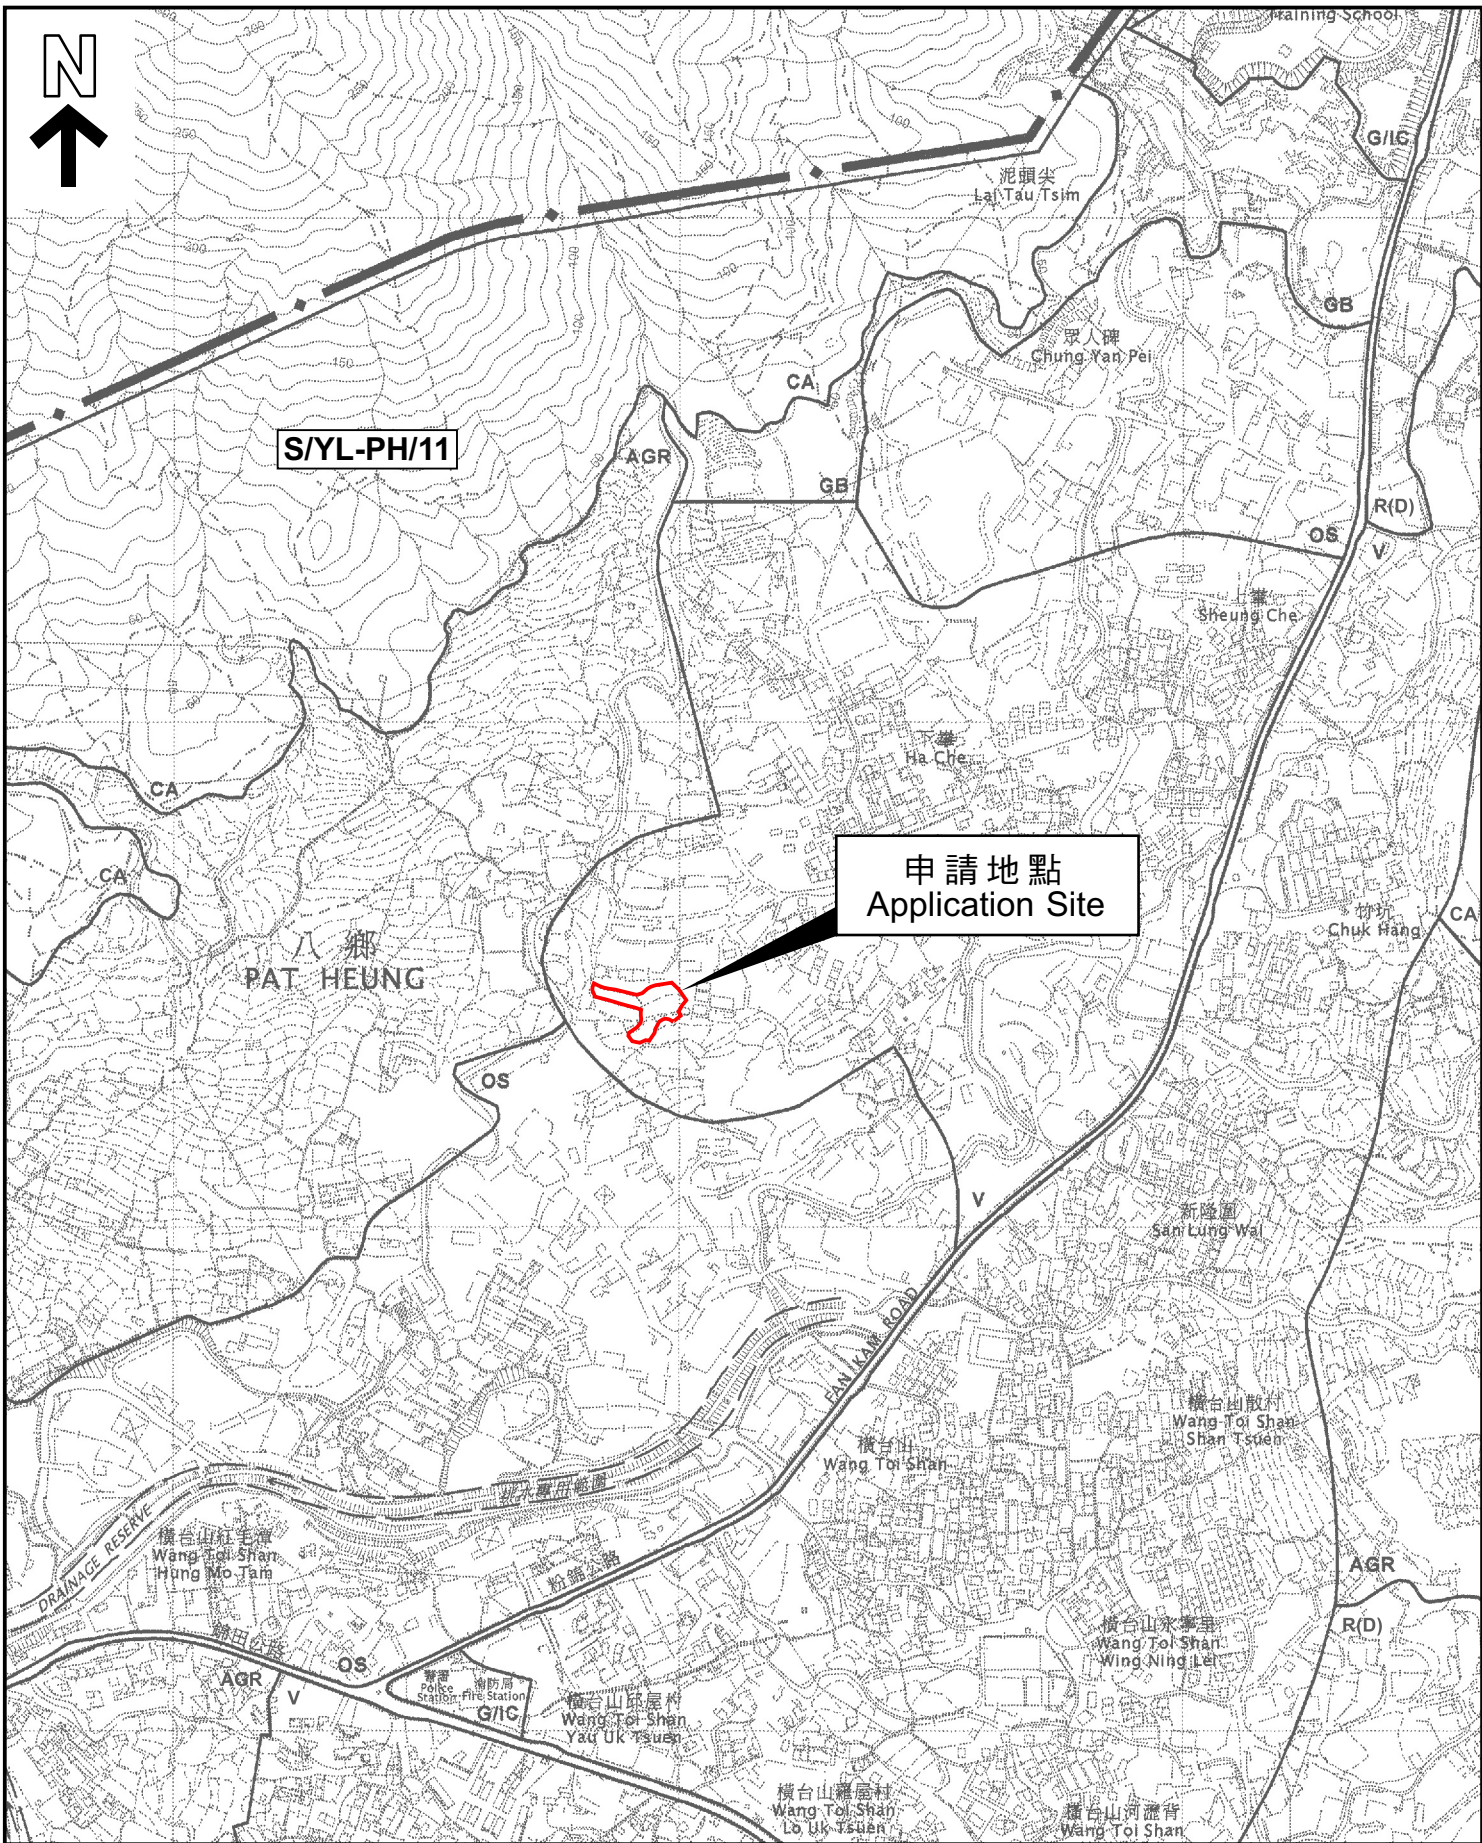 Training School
N
G/IC
泥頭尖
Lai Tau Tsim
GB
眾人碑
Chung Yan Pei
CA
S/YL-PH/11
AGR
GB
R(D)
OS
V
上輋
Sheung Che
下輋
Ha Che
CA
CA
申請地點
Application Site
竹坑
Chuk Hang
CA
八鄉
PAT HEUNG
OS
V
新隆圍
San Lung Wai
FAN KAM ROAD
橫台山散村
Wang Toi Shan
Shan Tsuen
橫台山
Wang Toi Shan
排水專用範圍
DRAINAGE RESERVE
橫台山紅毛潭
Wang Toi Shan
Hung Mo Tam
粉錦公路
AGR
橫台山永寧里
Wang Toi Shan
Wing Ning Lei
R(D)
錦田公路
AGR
OS
V
警署
Police
Station
消防局
Fire Station
G/IC
橫台山邱屋村
Wang Toi Shan
Yau Uk Tsuen
橫台山羅屋村
Wang Toi Shan
Lo Uk Tsuen
橫台山河瀝背
Wang Toi Shan